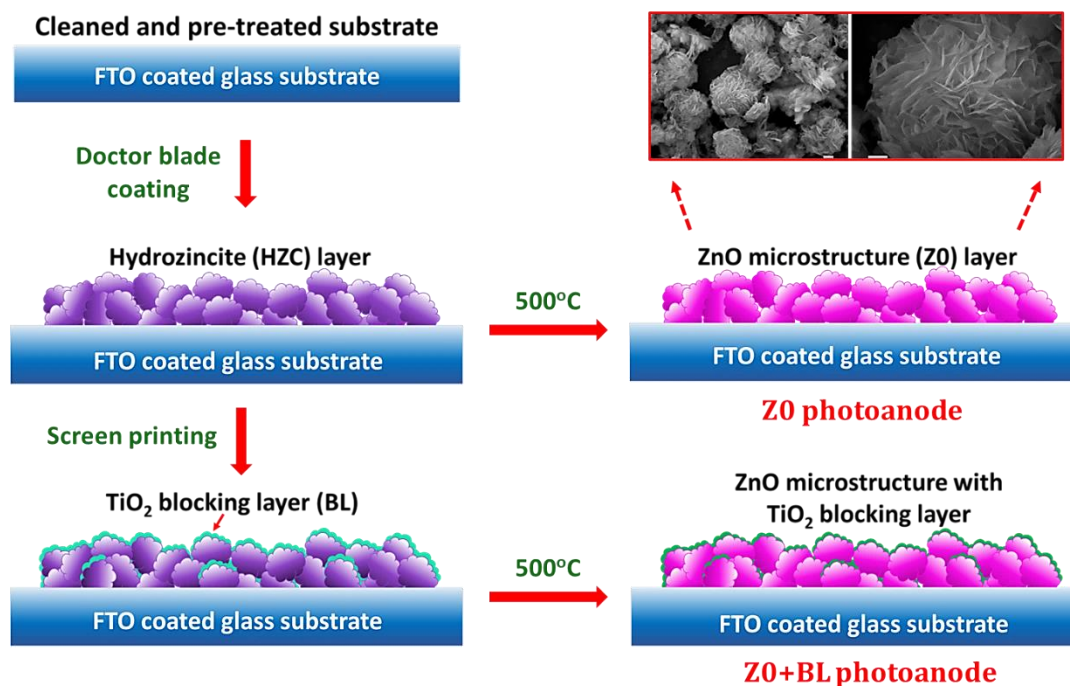 Cleaned and pre-treated substrate
FTO coated glass substrate
Doctor blade
coating
Hydrozincite (HZC) layer
FTO coated glass substrate
500°C
ZnO microstructure (Z0) layer
FTO coated glass substrate
Z0 photoanode
Screen printing
TiO₂ blocking layer (BL)
FTO coated glass substrate
500°C
ZnO microstructure with
TiO₂ blocking layer
FTO coated glass substrate
Z0+BL photoanode